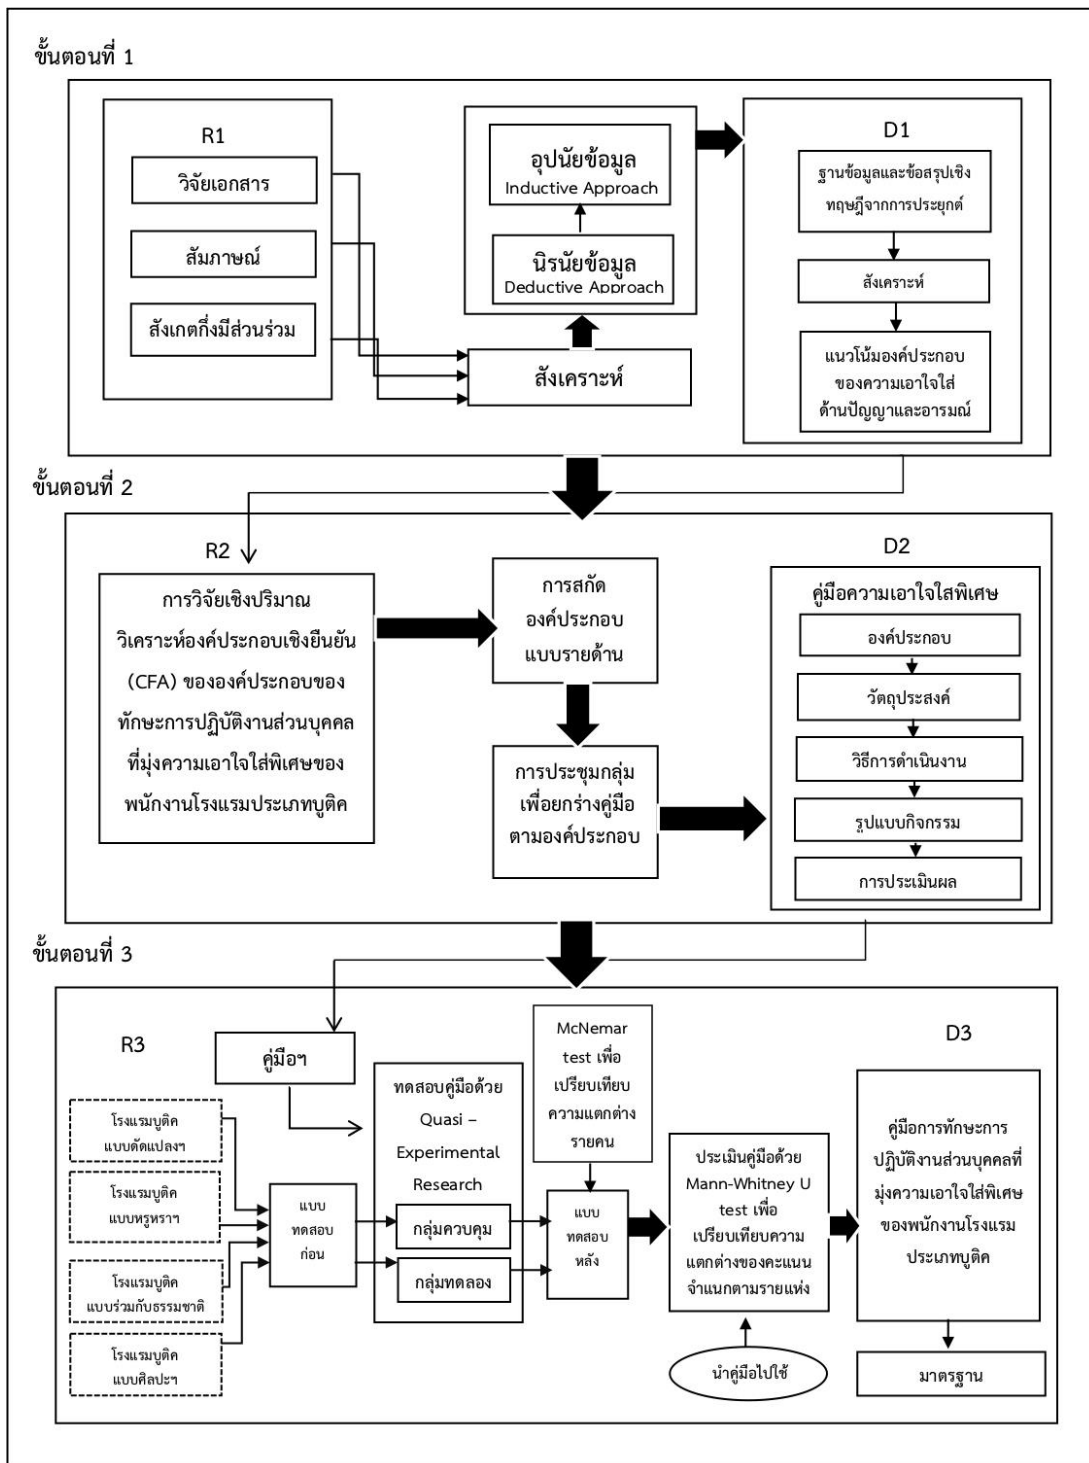 ขั้นตอนที่ 1
R1
วิจัยเอกสาร
สัมภาษณ์
สังเกตกึ่งมีส่วนร่วม
อุปนัยข้อมูล
Inductive Approach
นิรนัยข้อมูล
Deductive Approach
สังเคราะห์
D1
ฐานข้อมูลและข้อสรุปเชิง
ทฤษฎีจากการประยุกต์
สังเคราะห์
แนวโน้มองค์ประกอบ
ของความเอาใจใส่
ด้านปัญญาและอารมณ์
ขั้นตอนที่ 2
R2
การวิจัยเชิงปริมาณ
วิเคราะห์องค์ประกอบเชิงยืนยัน
(CFA) ขององค์ประกอบของ
ทักษะการปฏิบัติงานส่วนบุคคล
ที่มุ่งความเอาใจใส่พิเศษของ
พนักงานโรงแรมประเภทบูติค
การสกัด
องค์ประกอบ
แบบรายด้าน
การประชุมกลุ่ม
เพื่อยกร่างคู่มือ
ตามองค์ประกอบ
D2
คู่มือความเอาใจใสพิเศษ
องค์ประกอบ
วัตถุประสงค์
วิธีการดำเนินงาน
รูปแบบกิจกรรม
การประเมินผล
ขั้นตอนที่ 3
R3
คู่มือฯ
โรงแรมบูติค
แบบดัดแปลงฯ
โรงแรมบูติค
แบบหรูหราฯ
โรงแรมบูติค
แบบร่วมกับธรรมชาติ
โรงแรมบูติค
แบบศิลปะฯ
แบบ
ทดสอบ
ก่อน
ทดสอบคู่มือด้วย
Quasi –
Experimental
Research
กลุ่มควบคุม
กลุ่มทดลอง
McNemar
test เพื่อ
เปรียบเทียบ
ความแตกต่าง
รายคน
แบบ
ทดสอบ
หลัง
ประเมินคู่มือด้วย
Mann-Whitney U
test เพื่อ
เปรียบเทียบความ
แตกต่างของคะแนน
จำแนกตามรายแห่ง
นำคู่มือไปใช้
D3
คู่มือการทักษะการ
ปฏิบัติงานส่วนบุคคลที่
มุ่งความเอาใจใส่พิเศษ
ของพนักงานโรงแรม
ประเภทบูติค
มาตรฐาน